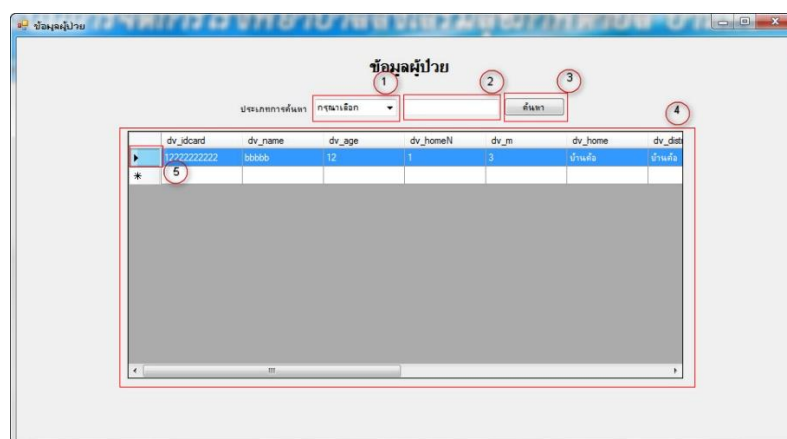 ข้อมูลผู้ป่วย
ข้อมูลผู้ป่วย
1 2 3
ประเภทการค้นหา กรุณาเลือก ค้นหา
4
dv_idcard dv_name dv_age dv_homeN dv_m dv_home dv_dist
12222222222 bbbbb 12 1 3 บ้านต้อ บ้านต้อ
5